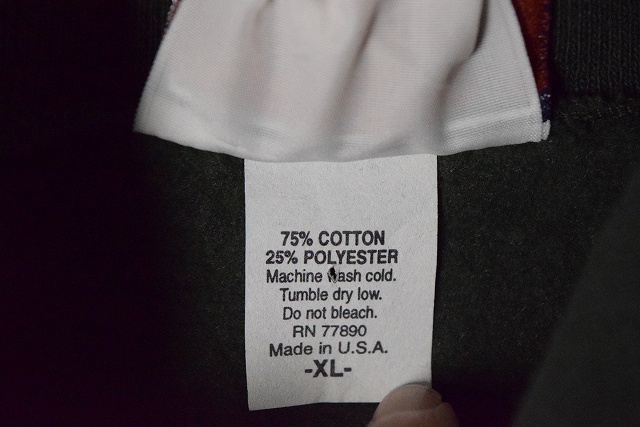 75% COTTON
25% POLYESTER
Machine wash cold.
Tumble dry low.
Do not bleach.
RN 77890
Made in U.S.A.
-XL-